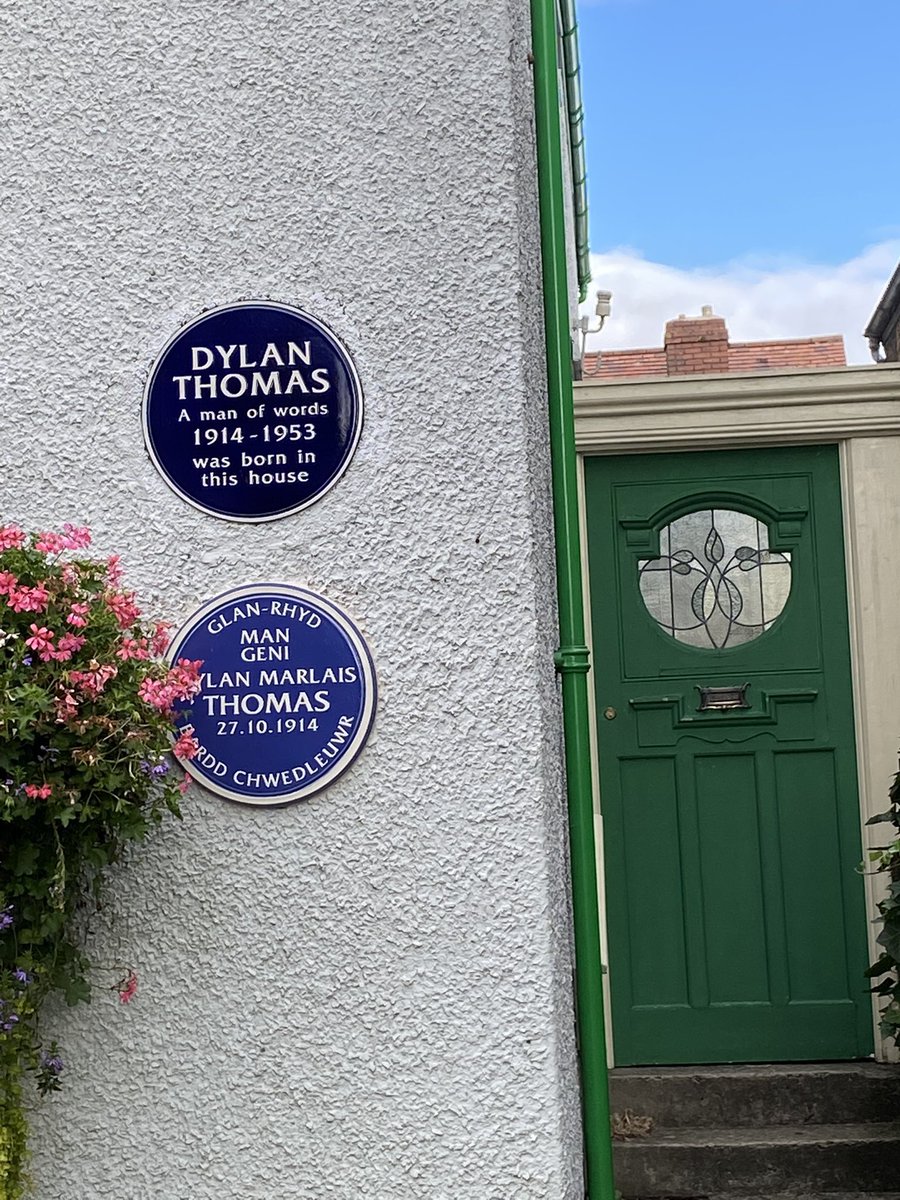 DYLAN
THOMAS
A man of words
1914 - 1953
was born in
this house
GLAN-RHYD
MAN
GENI
YLAN MARLAIS
THOMAS
27.10.1914
CHWEDLEUWR